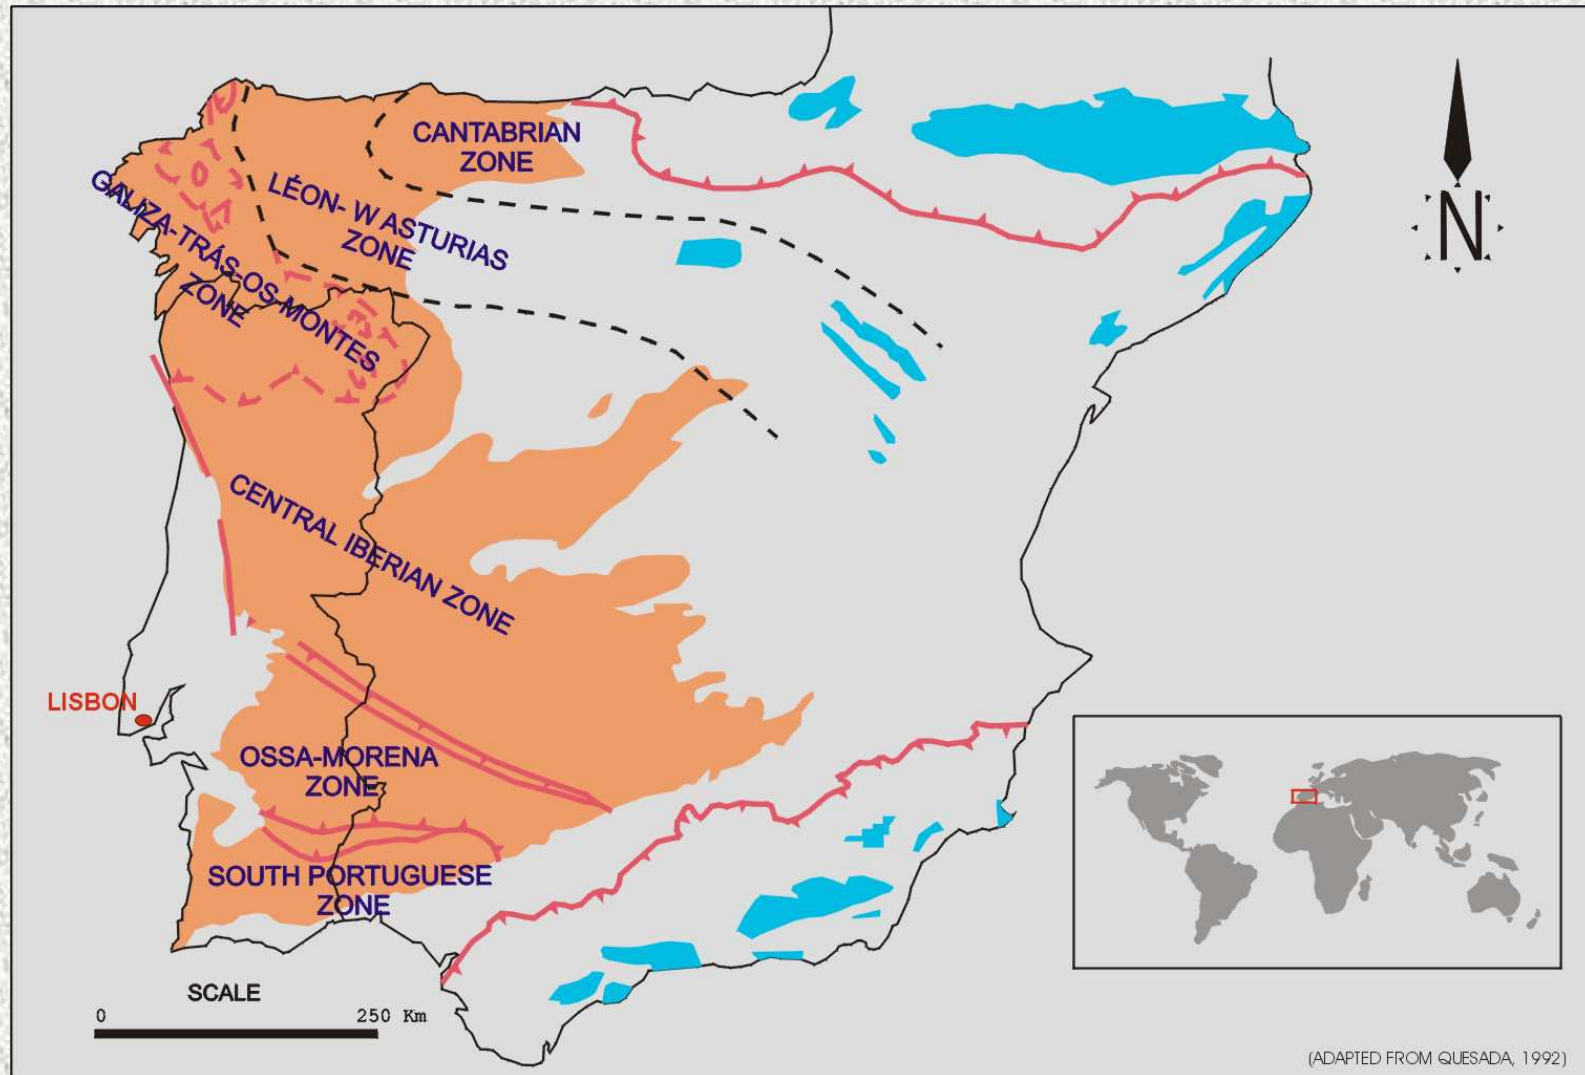 CANTABRIAN
ZONE
LÉON- W ASTURIAS
ZONE
GALIZA-TRÁS-OS-MONTES
ZONE
N
CENTRAL IBERIAN ZONE
LISBON
OSSA-MORENA
ZONE
SOUTH PORTUGUESE
ZONE
SCALE
0 250 Km
(ADAPTED FROM QUESADA, 1992)